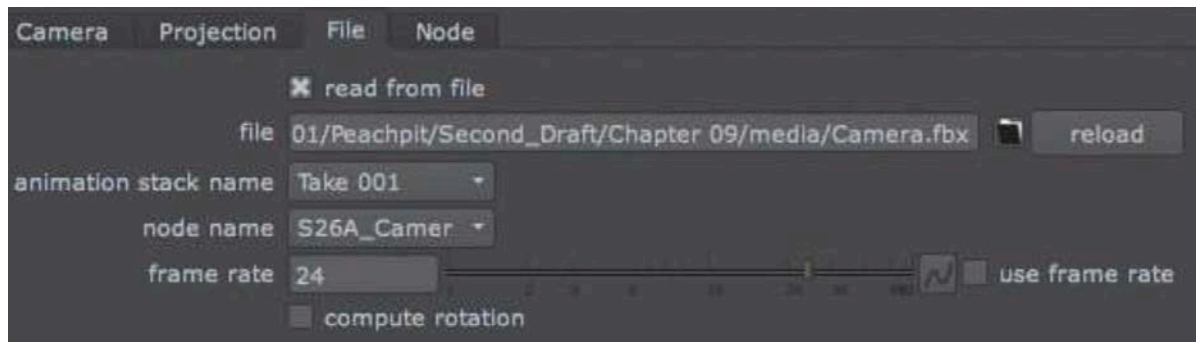 Camera Projection File Node
read from file
file 01/Peachpit/Second_Draft/Chapter 09/media/Camera.fbx reload
animation stack name Take 001
node name S26A_Camer
frame rate 24 use frame rate
compute rotation